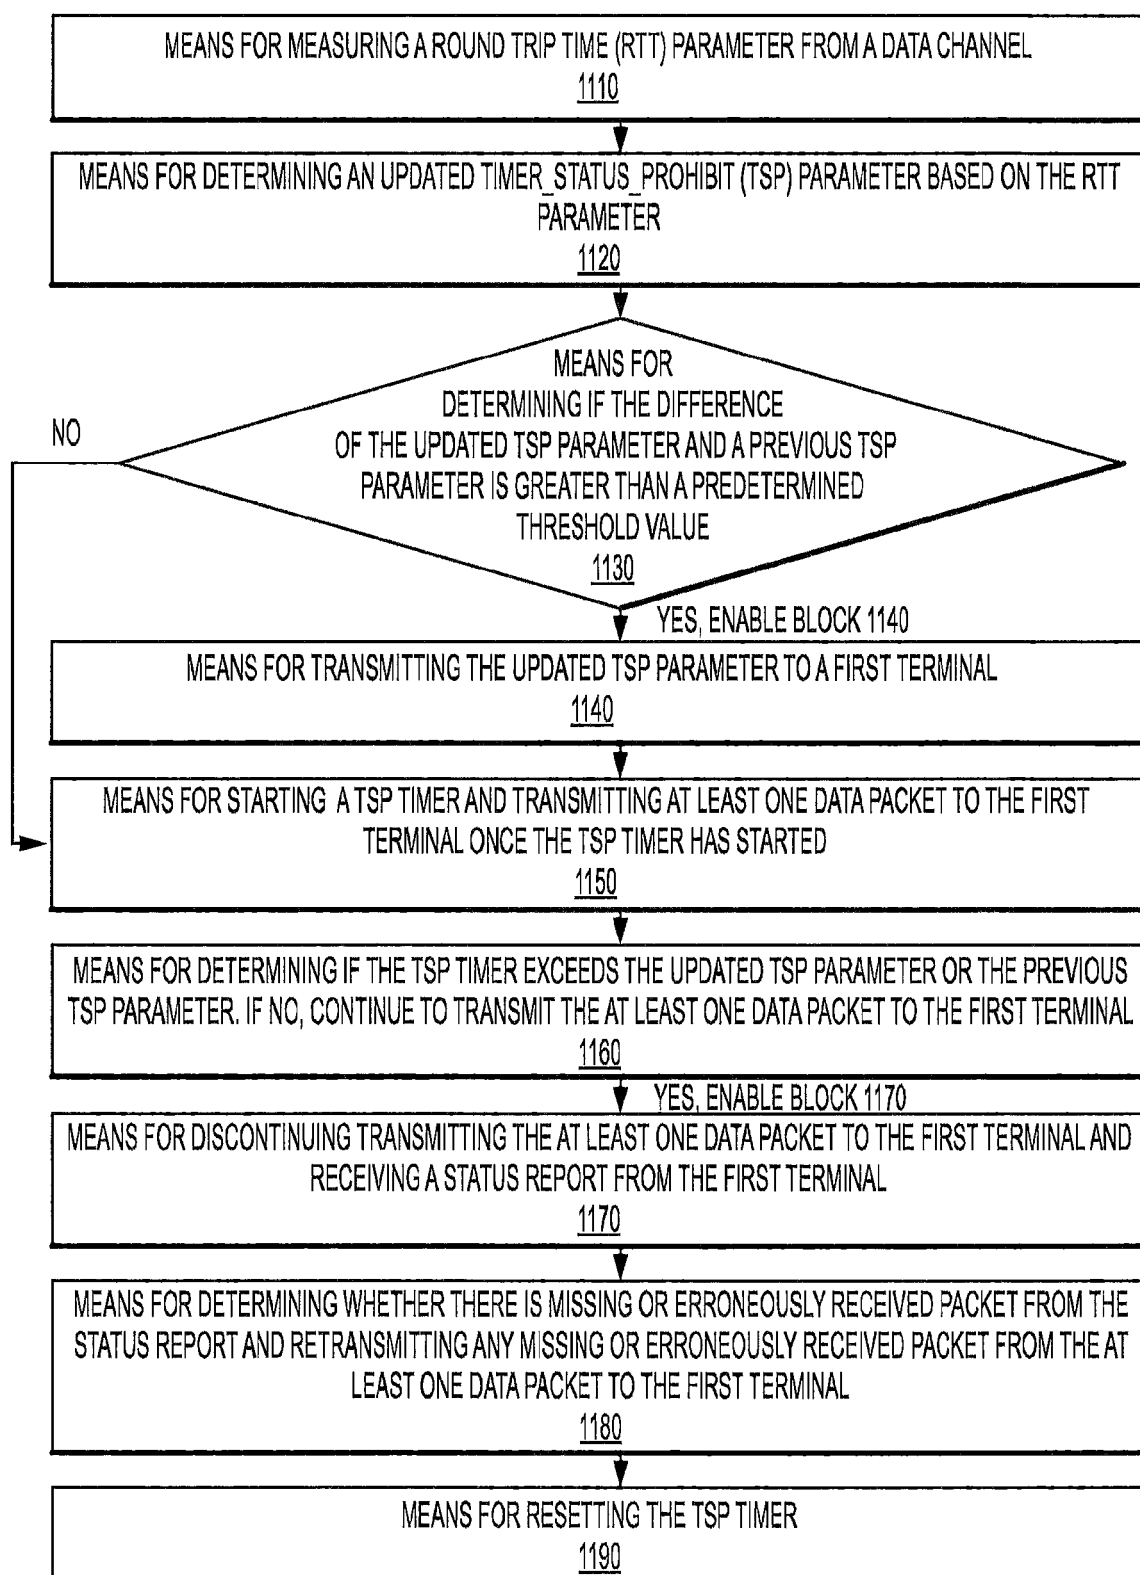 MEANS FOR MEASURING A ROUND TRIP TIME (RTT) PARAMETER FROM A DATA CHANNEL
1110
MEANS FOR DETERMINING AN UPDATED TIMER_STATUS_PROHIBIT (TSP) PARAMETER BASED ON THE RTT
PARAMETER
1120
MEANS FOR
DETERMINING IF THE DIFFERENCE
OF THE UPDATED TSP PARAMETER AND A PREVIOUS TSP
PARAMETER IS GREATER THAN A PREDETERMINED
THRESHOLD VALUE
1130
NO
YES, ENABLE BLOCK 1140
MEANS FOR TRANSMITTING THE UPDATED TSP PARAMETER TO A FIRST TERMINAL
1140
MEANS FOR STARTING A TSP TIMER AND TRANSMITTING AT LEAST ONE DATA PACKET TO THE FIRST
TERMINAL ONCE THE TSP TIMER HAS STARTED
1150
MEANS FOR DETERMINING IF THE TSP TIMER EXCEEDS THE UPDATED TSP PARAMETER OR THE PREVIOUS
TSP PARAMETER. IF NO, CONTINUE TO TRANSMIT THE AT LEAST ONE DATA PACKET TO THE FIRST TERMINAL
1160
YES, ENABLE BLOCK 1170
MEANS FOR DISCONTINUING TRANSMITTING THE AT LEAST ONE DATA PACKET TO THE FIRST TERMINAL AND
RECEIVING A STATUS REPORT FROM THE FIRST TERMINAL
1170
MEANS FOR DETERMINING WHETHER THERE IS MISSING OR ERRONEOUSLY RECEIVED PACKET FROM THE
STATUS REPORT AND RETRANSMITTING ANY MISSING OR ERRONEOUSLY RECEIVED PACKET FROM THE AT
LEAST ONE DATA PACKET TO THE FIRST TERMINAL
1180
MEANS FOR RESETTING THE TSP TIMER
1190